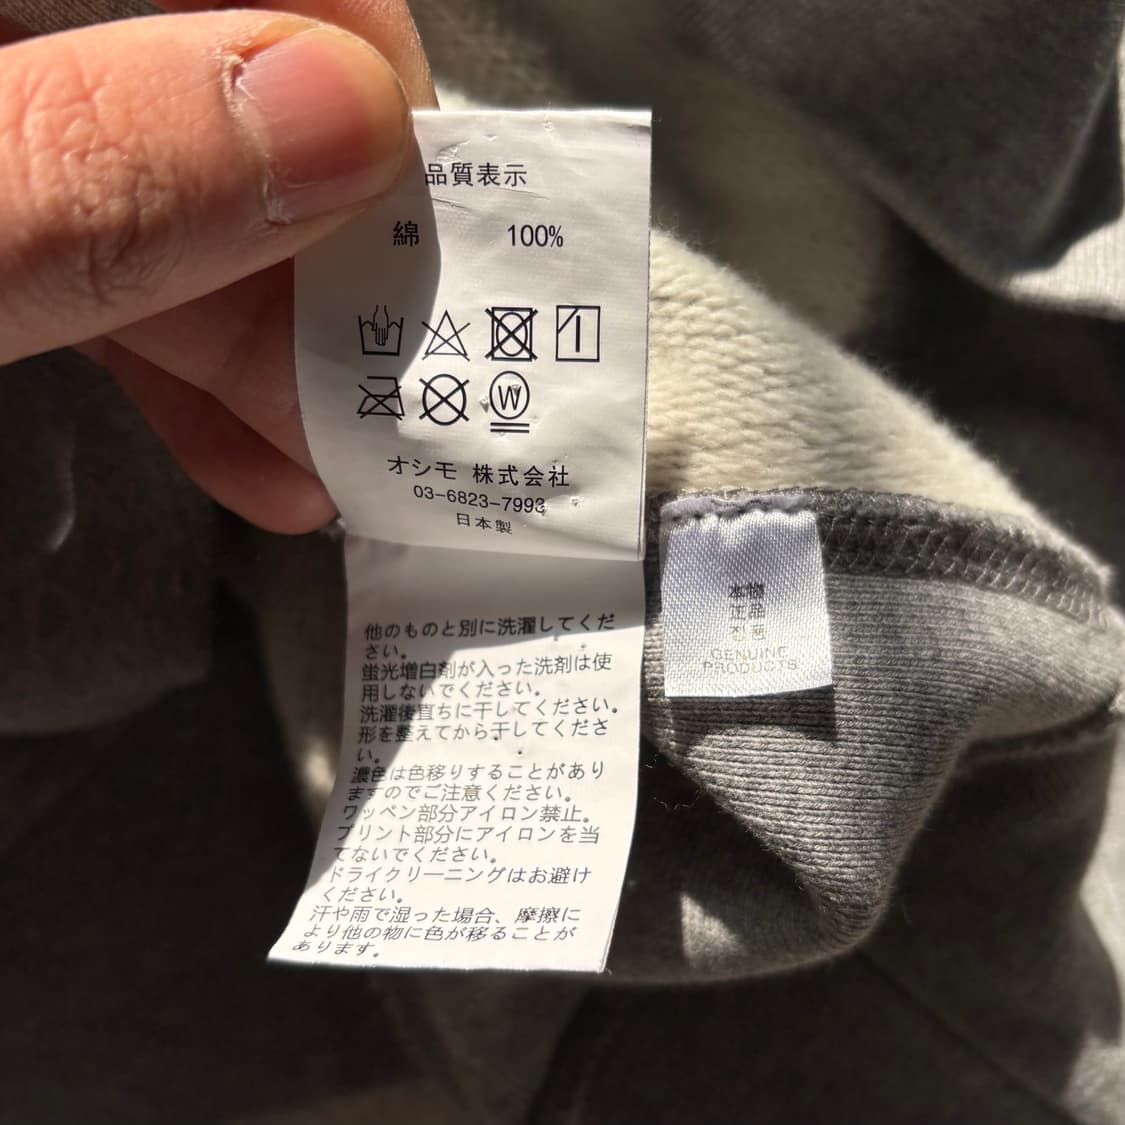 品質表示
綿 100%
W
オシモ 株式会社
03-6823-7993
日本製
他のものと別に洗濯してくだ
さい。
蛍光増白剤が入った洗剤は使
用しないでください。
洗濯後直ちに干してください。
形を整えてから干してくださ
い。
濃色は色移りすることがあり
ますのでご注意ください。
ワッペン部分アイロン禁止。
プリント部分にアイロンを当
てないでください。
ドライクリーニングはお避け
ください。
汗や雨で湿った場合、摩擦に
より他の物に色が移ることが
あります。
本物
正品
GENUINE
PRODUCTS